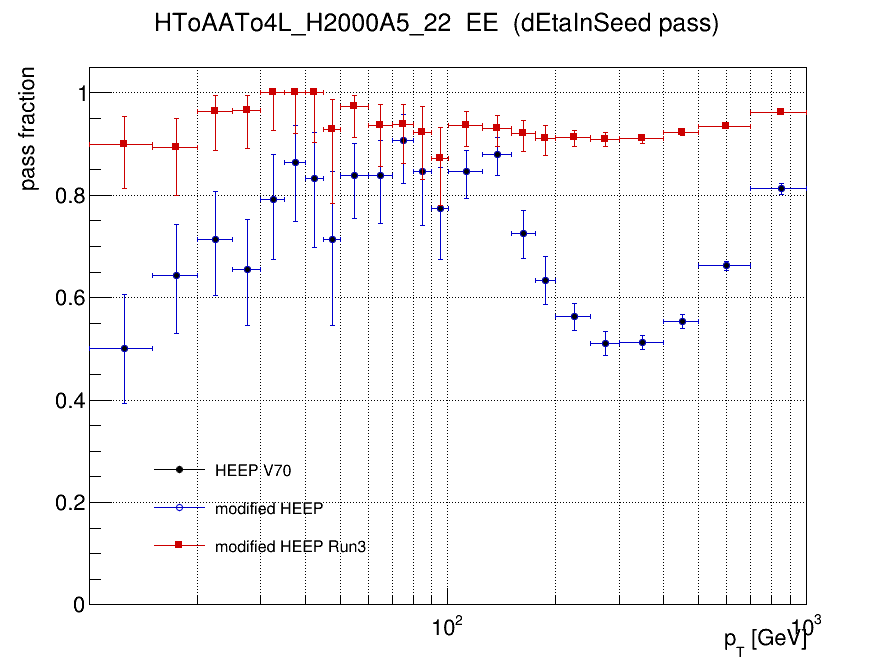 HToAATo4L_H2000A5_22 EE (dEtaInSeed pass)
pass fraction
1
0.8
0.6
0.4
0.2
0
HEEP V70
modified HEEP
modified HEEP Run3
10²
10³
p_T [GeV]